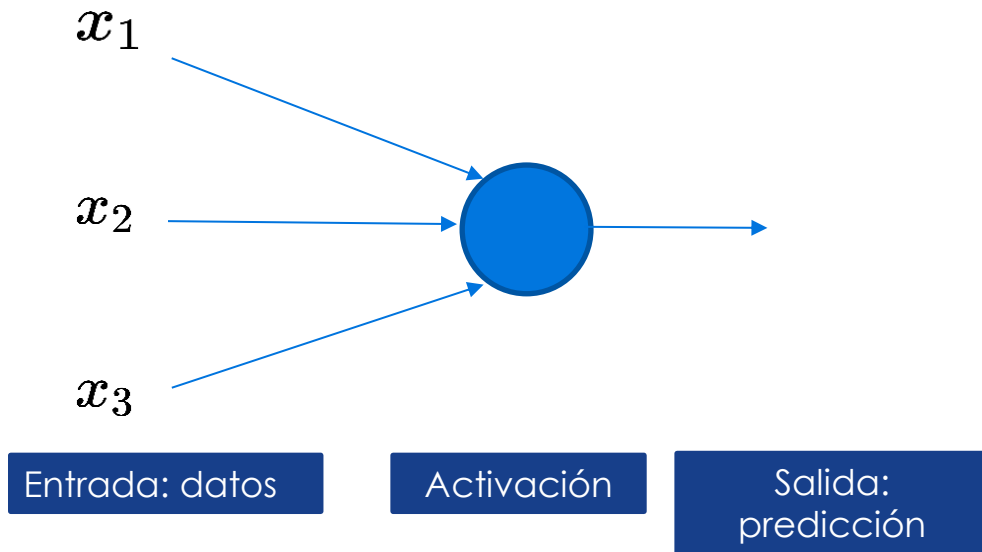 x₁
x₂
x₃
Entrada: datos
Activación
Salida:
predicción